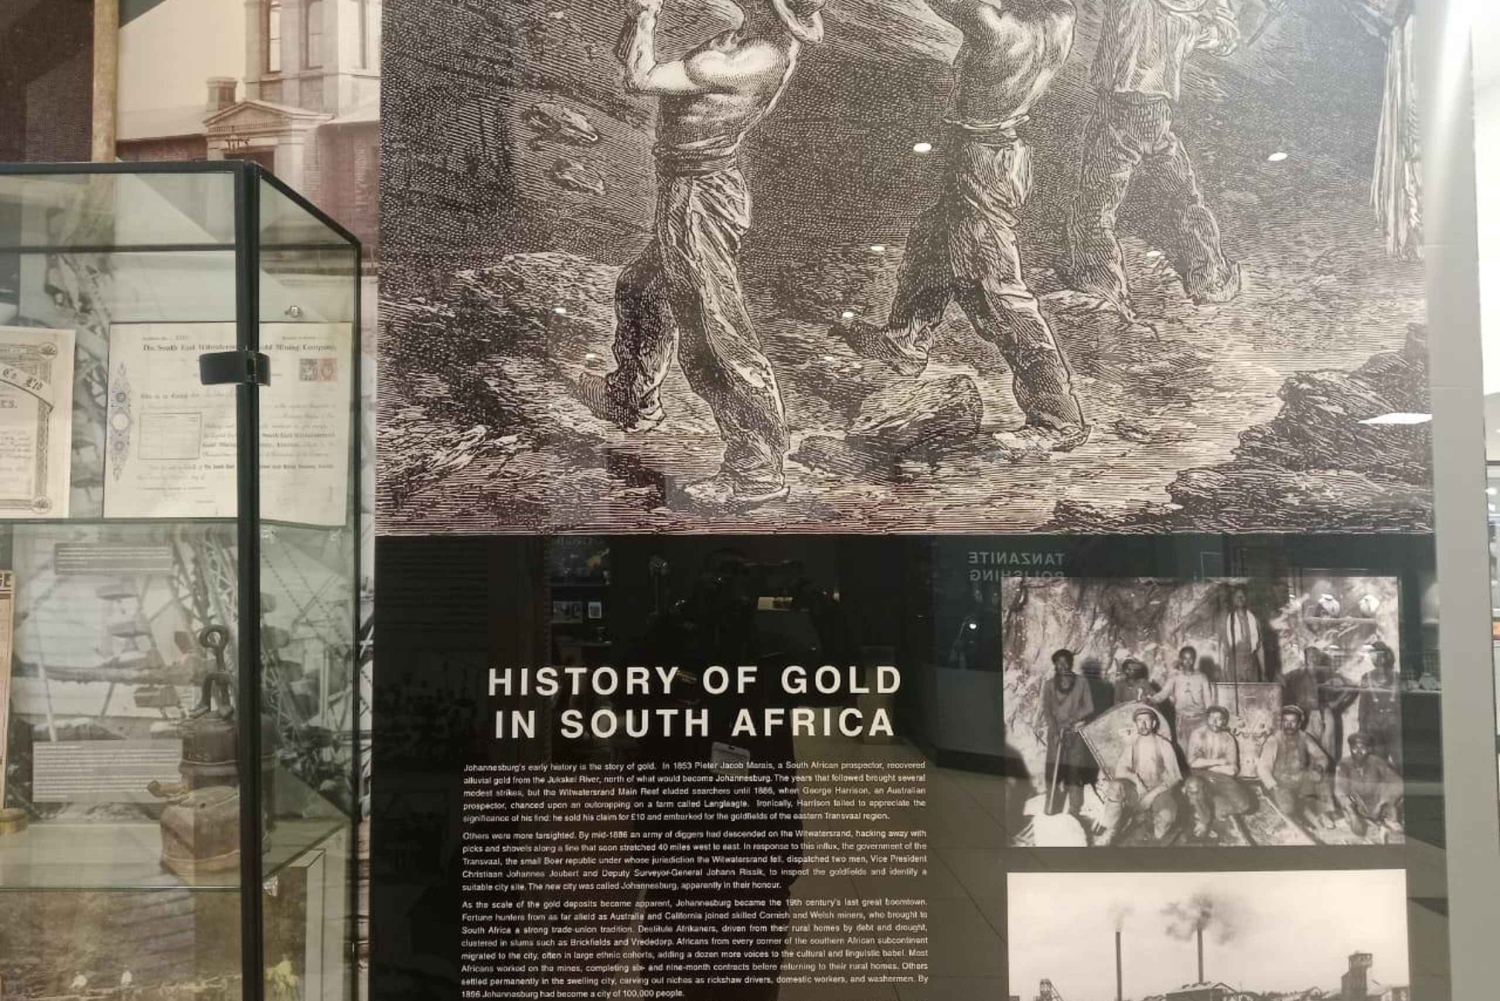 The South East Witwatersrand Gold Mining Company
HISTORY OF GOLD
IN SOUTH AFRICA
TANZANITE
POLISHING
Johannesburg's early history is the story of gold. In 1853 Pieter Jacob Marais, a South African prospector, recovered
alluvial gold from the Jukskei River, north of what would become Johannesburg. The years that followed brought several
modest strikes, but the Witwatersrand Main Reef eluded searchers until 1886, when George Harrison, an Australian
prospector, chanced upon an outcropping on a farm called Langlaagte. Ironically, Harrison failed to appreciate the
significance of his find: he sold his claim for £10 and embarked for the goldfields of the eastern Transvaal region.
Others were more farsighted. By mid-1886 an army of diggers had descended on the Witwatersrand, hacking away with
picks and shovels along a line that soon stretched 40 miles west to east. In response to this influx, the government of the
Transvaal, the small Boer republic under whose jurisdiction the Witwatersrand fell, dispatched two men, Vice President
Christiaan Johannes Joubert and Deputy Surveyor-General Johann Rissik, to inspect the goldfields and identify a
suitable city site. The new city was called Johannesburg, apparently in their honour.
As the scale of the gold deposits became apparent, Johannesburg became the 19th century's last great boomtown.
Fortune hunters from as far afield as Australia and California joined skilled Cornish and Welsh miners, who brought to
South Africa a strong trade-union tradition. Destitute Afrikaners, driven from their rural homes by debt and drought,
clustered in slums such as Brickfields and Vrededorp. Africans from every corner of the southern African subcontinent
migrated to the city, often in large ethnic cohorts, adding a dozen more voices to the cultural and linguistic babel. Most
Africans worked on the mines, completing six- and nine-month contracts before returning to their rural homes. Others
settled permanently in the swelling city, carving out niches as rickshaw drivers, domestic workers, and washermen. By
1896 Johannesburg had become a city of 100,000 people.